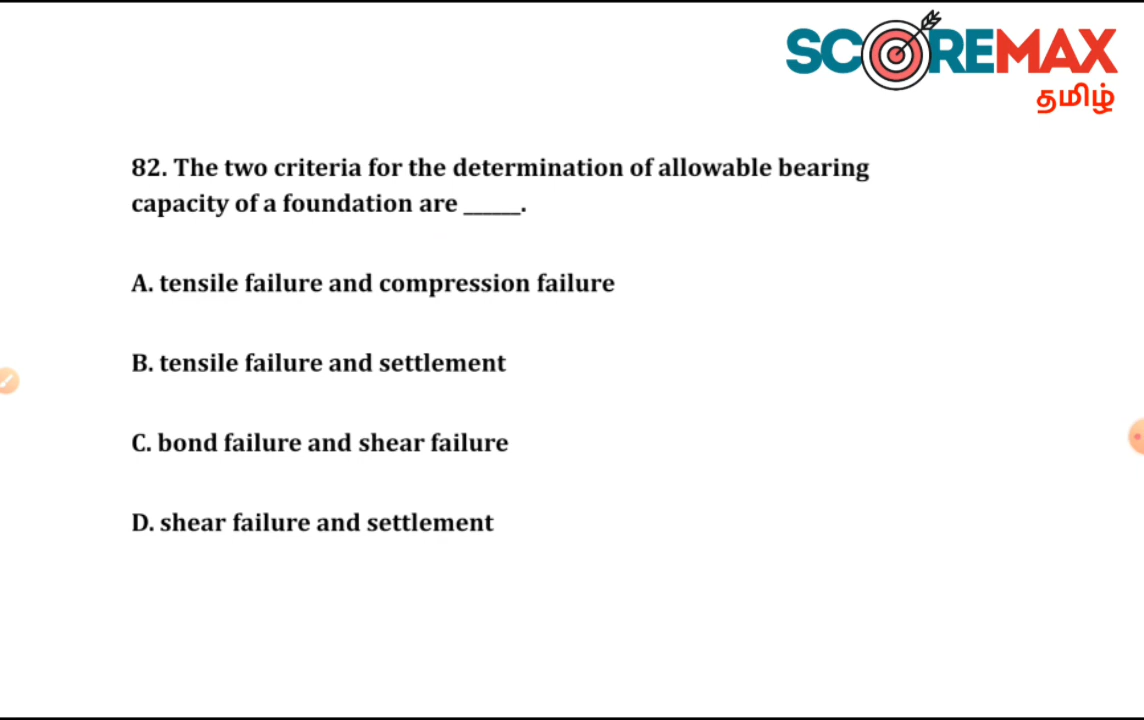 SCOREMAX
தமிழ்
82. The two criteria for the determination of allowable bearing
capacity of a foundation are ______.
A. tensile failure and compression failure
B. tensile failure and settlement
C. bond failure and shear failure
D. shear failure and settlement